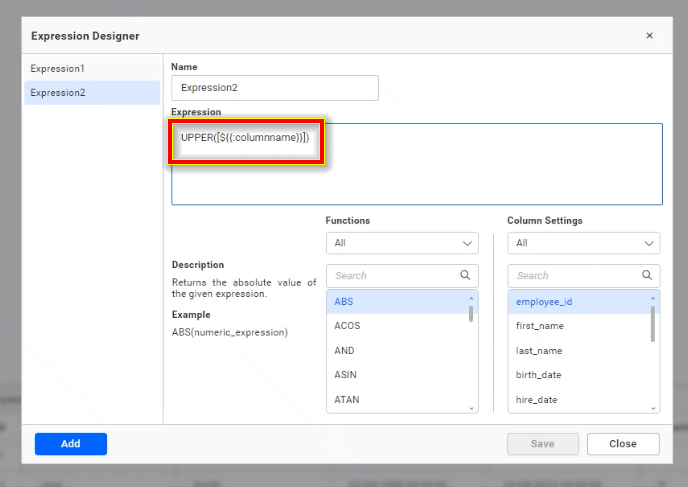 Expression Designer
×
Expression1
Expression2
Name
Expression2
Expression
UPPER([${{:columnname}}])
Functions
Column Settings
All
All
Description
Returns the absolute value of
the given expression.
Example
ABS(numeric_expression)
Search
Search
ABS
ACOS
AND
ASIN
ATAN
employee_id
first_name
last_name
birth_date
hire_date
Add
Save
Close